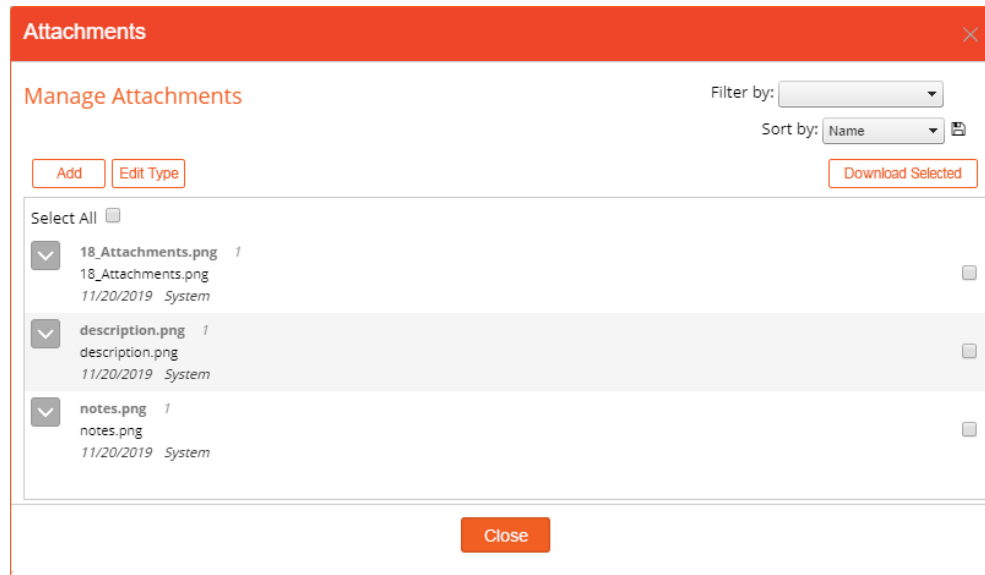 Attachments
Manage Attachments
Filter by:
Sort by: Name
Add Edit Type Download Selected
Select All
18_Attachments.png 1
18_Attachments.png
11/20/2019 System
description.png 1
description.png
11/20/2019 System
notes.png 1
notes.png
11/20/2019 System
Close